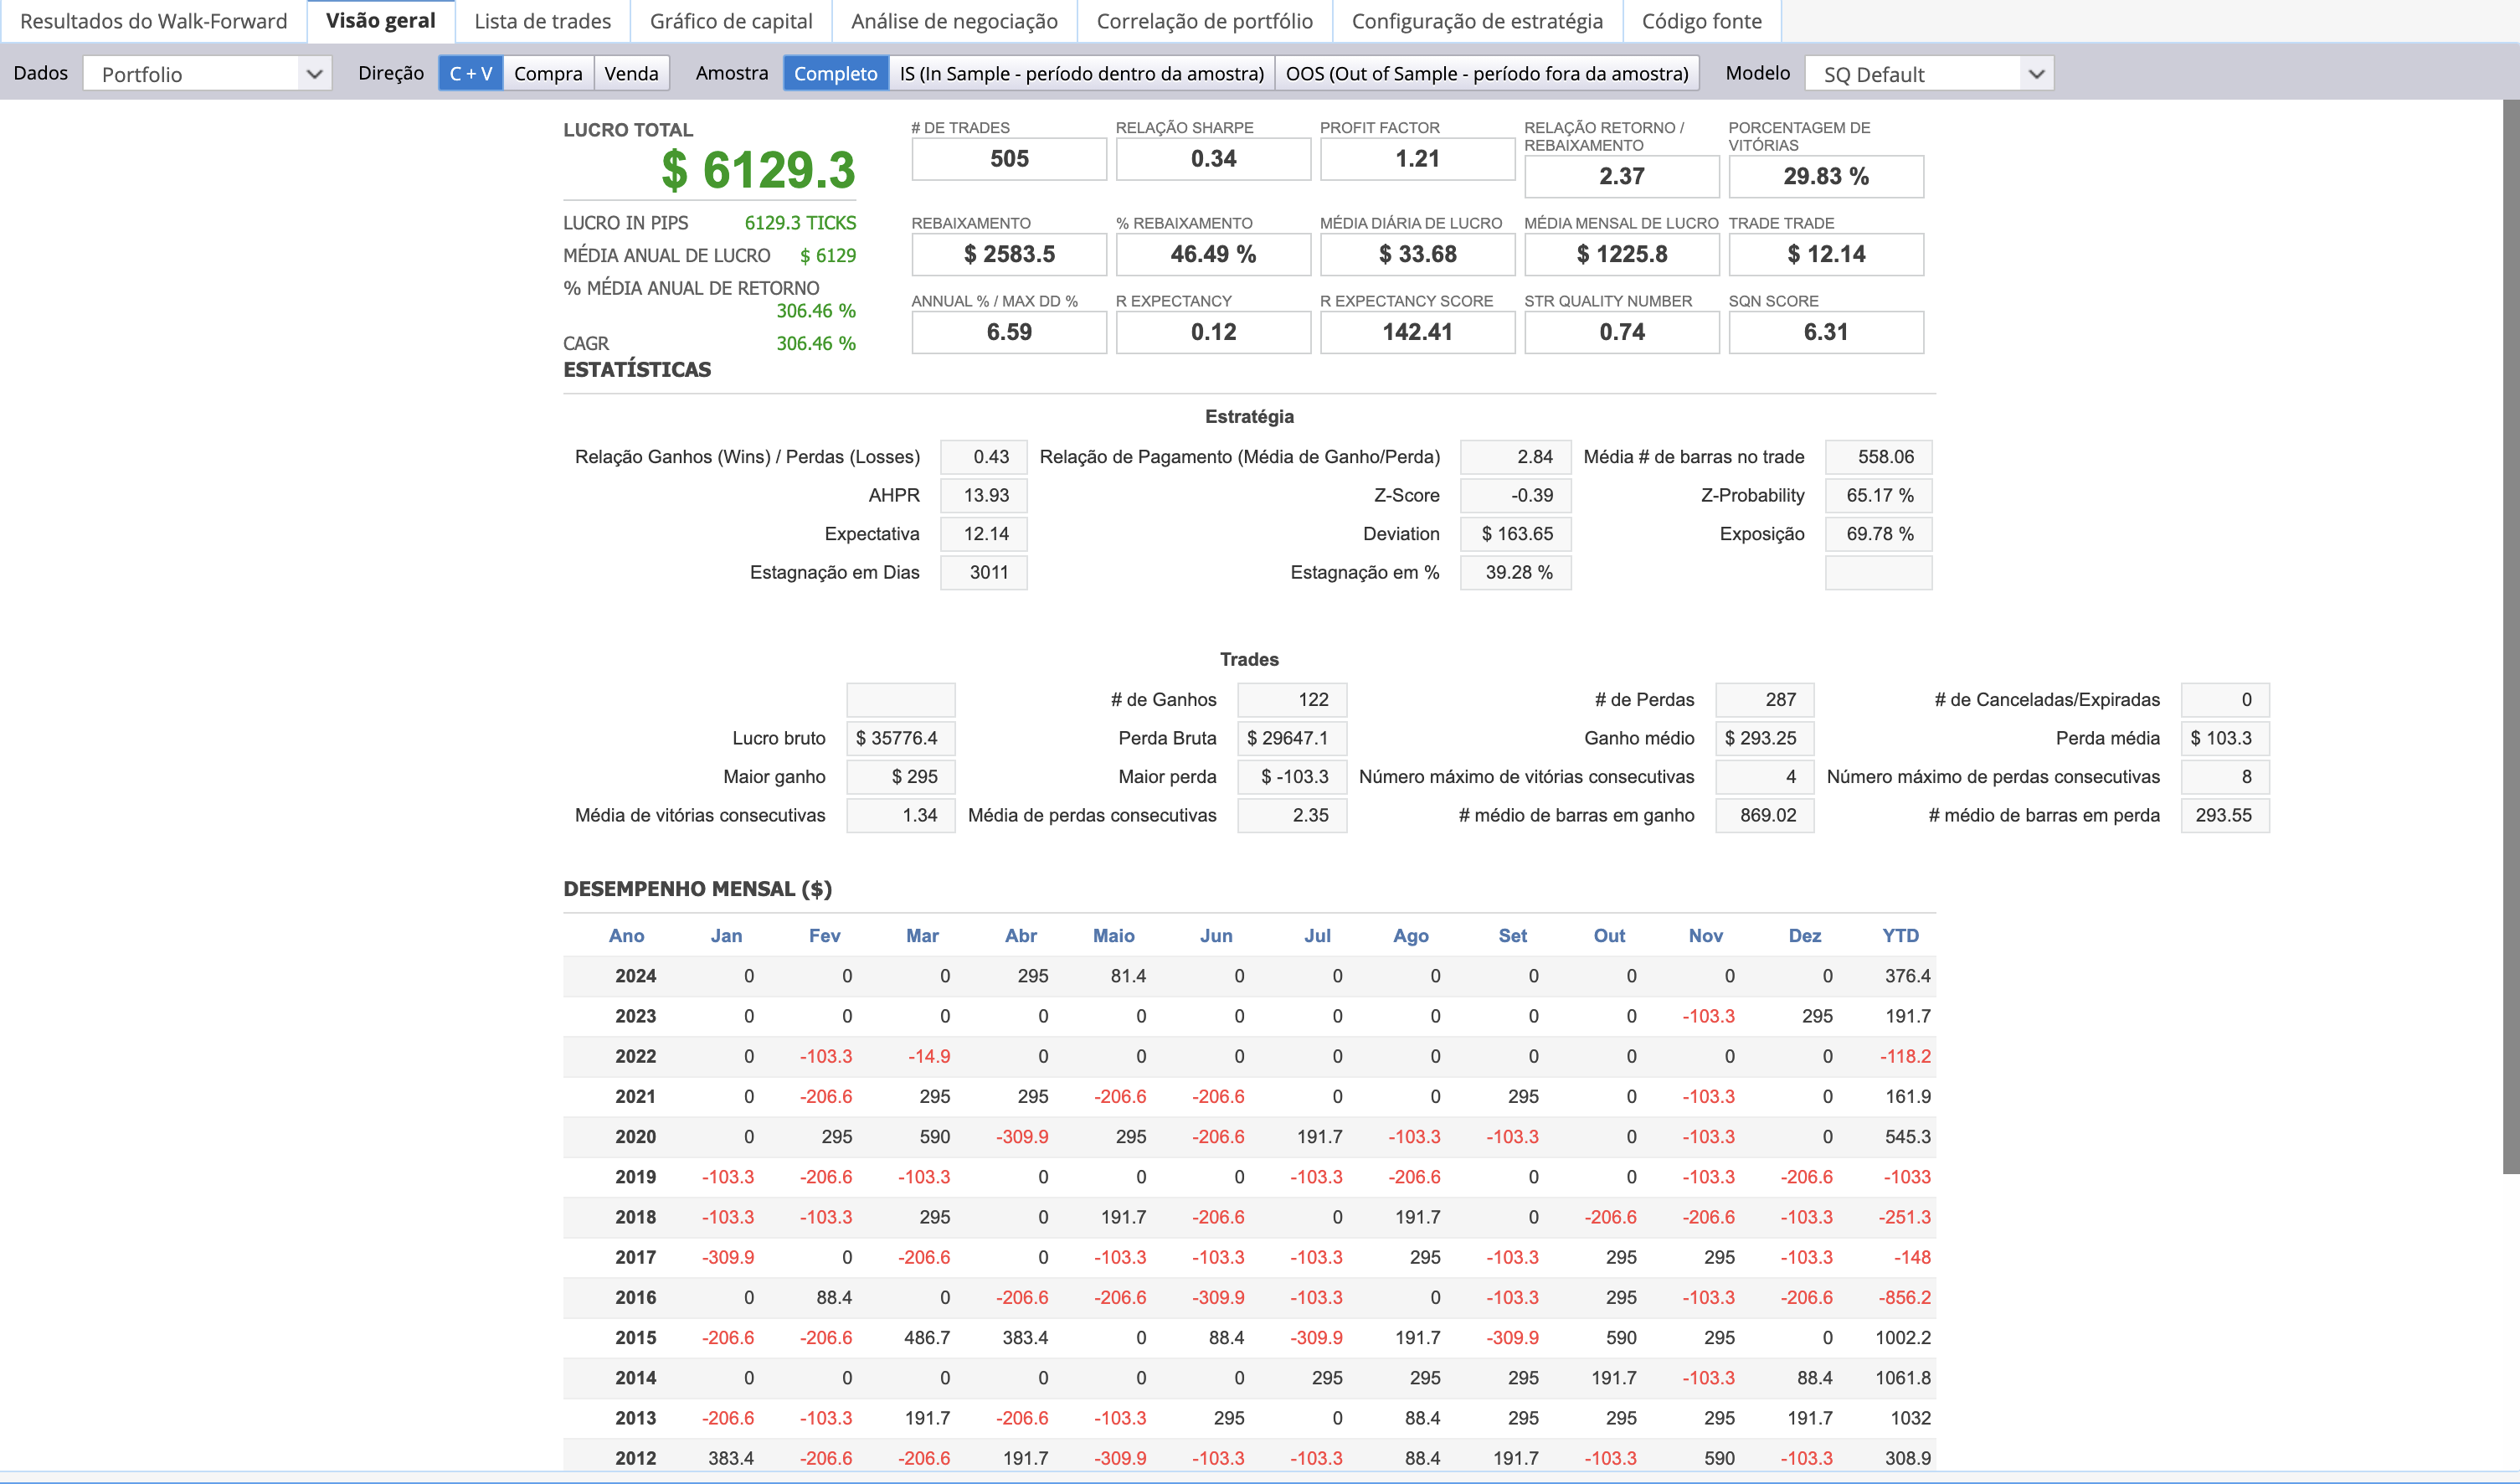 Resultados do Walk-Forward Visão geral Lista de trades Gráfico de capital Análise de negociação Correlação de portfólio Configuração de estratégia Código fonte
Dados Portfolio Direção C + V Compra Venda Amostra Completo IS (In Sample - período dentro da amostra) OOS (Out of Sample - período fora da amostra) Modelo SQ Default
LUCRO TOTAL
$ 6129.3
LUCRO IN PIPS 6129.3 TICKS
MÉDIA ANUAL DE LUCRO $ 6129
% MÉDIA ANUAL DE RETORNO
306.46 %
CAGR 306.46 %
# DE TRADES RELAÇÃO SHARPE PROFIT FACTOR RELAÇÃO RETORNO / REBAIXAMENTO PORCENTAGEM DE VITÓRIAS
505 0.34 1.21 2.37 29.83 %
REBAIXAMENTO % REBAIXAMENTO MÉDIA DIÁRIA DE LUCRO MÉDIA MENSAL DE LUCRO TRADE TRADE
$ 2583.5 46.49 % $ 33.68 $ 1225.8 $ 12.14
ANNUAL % / MAX DD % R EXPECTANCY R EXPECTANCY SCORE STR QUALITY NUMBER SQN SCORE
6.59 0.12 142.41 0.74 6.31
ESTATÍSTICAS
Estratégia
Relação Ganhos (Wins) / Perdas (Losses) 0.43 Relação de Pagamento (Média de Ganho/Perda) 2.84 Média # de barras no trade 558.06
AHPR 13.93 Z-Score -0.39 Z-Probability 65.17 %
Expectativa 12.14 Deviation $ 163.65 Exposição 69.78 %
Estagnação em Dias 3011 Estagnação em % 39.28 %
Trades
# de Ganhos 122 # de Perdas 287 # de Canceladas/Expiradas 0
Lucro bruto $ 35776.4 Perda Bruta $ 29647.1 Ganho médio $ 293.25 Perda média $ 103.3
Maior ganho $ 295 Maior perda $ -103.3 Número máximo de vitórias consecutivas 4 Número máximo de perdas consecutivas 8
Média de vitórias consecutivas 1.34 Média de perdas consecutivas 2.35 # médio de barras em ganho 869.02 # médio de barras em perda 293.55
DESEMPENHO MENSAL ($)
Ano Jan Fev Mar Abr Maio Jun Jul Ago Set Out Nov Dez YTD
2024 0 0 0 295 81.4 0 0 0 0 0 0 0 376.4
2023 0 0 0 0 0 0 0 0 0 0 -103.3 295 191.7
2022 0 -103.3 -14.9 0 0 0 0 0 0 0 0 0 -118.2
2021 0 -206.6 295 295 -206.6 -206.6 0 0 295 0 -103.3 0 161.9
2020 0 295 590 -309.9 295 -206.6 191.7 -103.3 -103.3 0 -103.3 0 545.3
2019 -103.3 -206.6 -103.3 0 0 0 -103.3 -206.6 0 0 -103.3 -206.6 -1033
2018 -103.3 -103.3 295 0 191.7 -206.6 0 191.7 0 -206.6 -206.6 -103.3 -251.3
2017 -309.9 0 -206.6 0 -103.3 -103.3 -103.3 295 -103.3 295 295 -103.3 -148
2016 0 88.4 0 -206.6 -206.6 -309.9 -103.3 0 -103.3 295 -103.3 -206.6 -856.2
2015 -206.6 -206.6 486.7 383.4 0 88.4 -309.9 191.7 -309.9 590 295 0 1002.2
2014 0 0 0 0 0 0 295 295 295 191.7 -103.3 88.4 1061.8
2013 -206.6 -103.3 191.7 -206.6 -103.3 295 0 88.4 295 295 295 191.7 1032
2012 383.4 -206.6 -206.6 191.7 -309.9 -103.3 -103.3 88.4 191.7 -103.3 590 -103.3 308.9